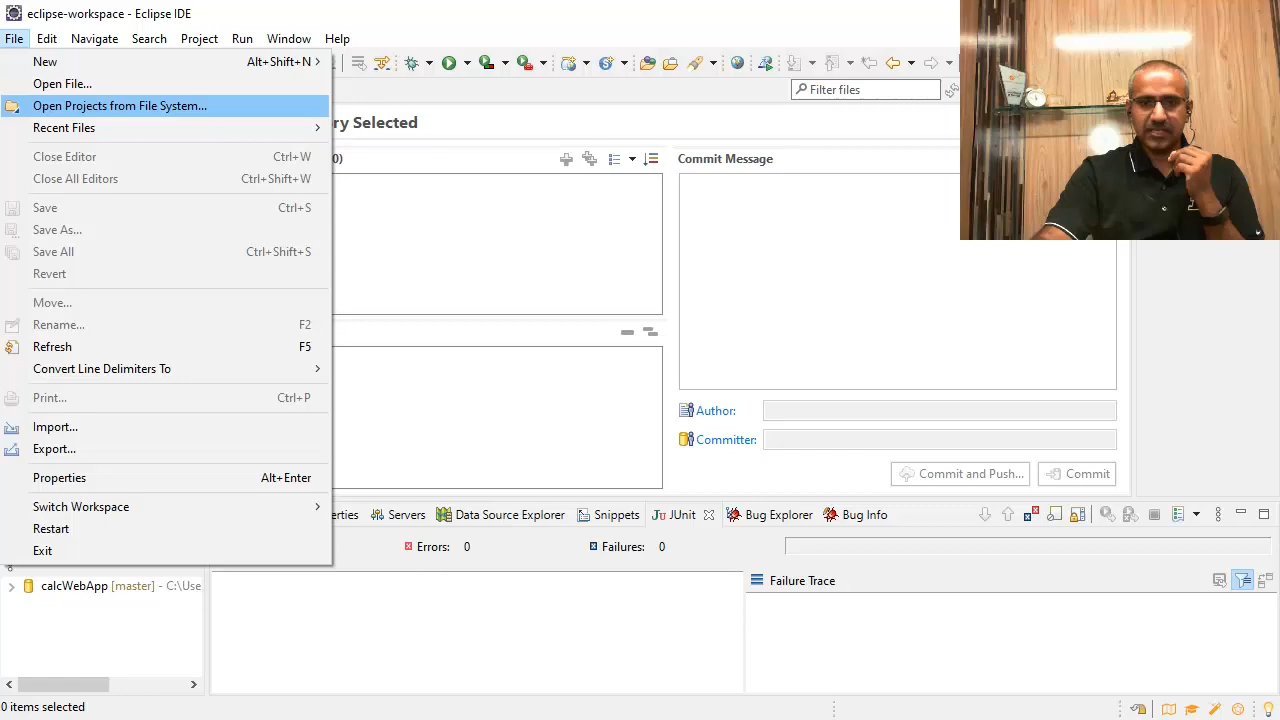 eclipse-workspace - Eclipse IDE
File Edit Navigate Search Project Run Window Help
New Alt+Shift+N
Open File...
Open Projects from File System...
Recent Files
Close Editor Ctrl+W
Close All Editors Ctrl+Shift+W
Save Ctrl+S
Save As...
Save All Ctrl+Shift+S
Revert
Move...
Rename... F2
Refresh F5
Convert Line Delimiters To
Print... Ctrl+P
Import...
Export...
Properties Alt+Enter
Switch Workspace
Restart
Exit
Filter files
ry Selected
0)
Commit Message
Author:
Committer:
Commit and Push... Commit
erties Servers Data Source Explorer Snippets JUnit Bug Explorer Bug Info
Errors: 0 Failures: 0
calcWebApp [master] - C:\Use
Failure Trace
0 items selected